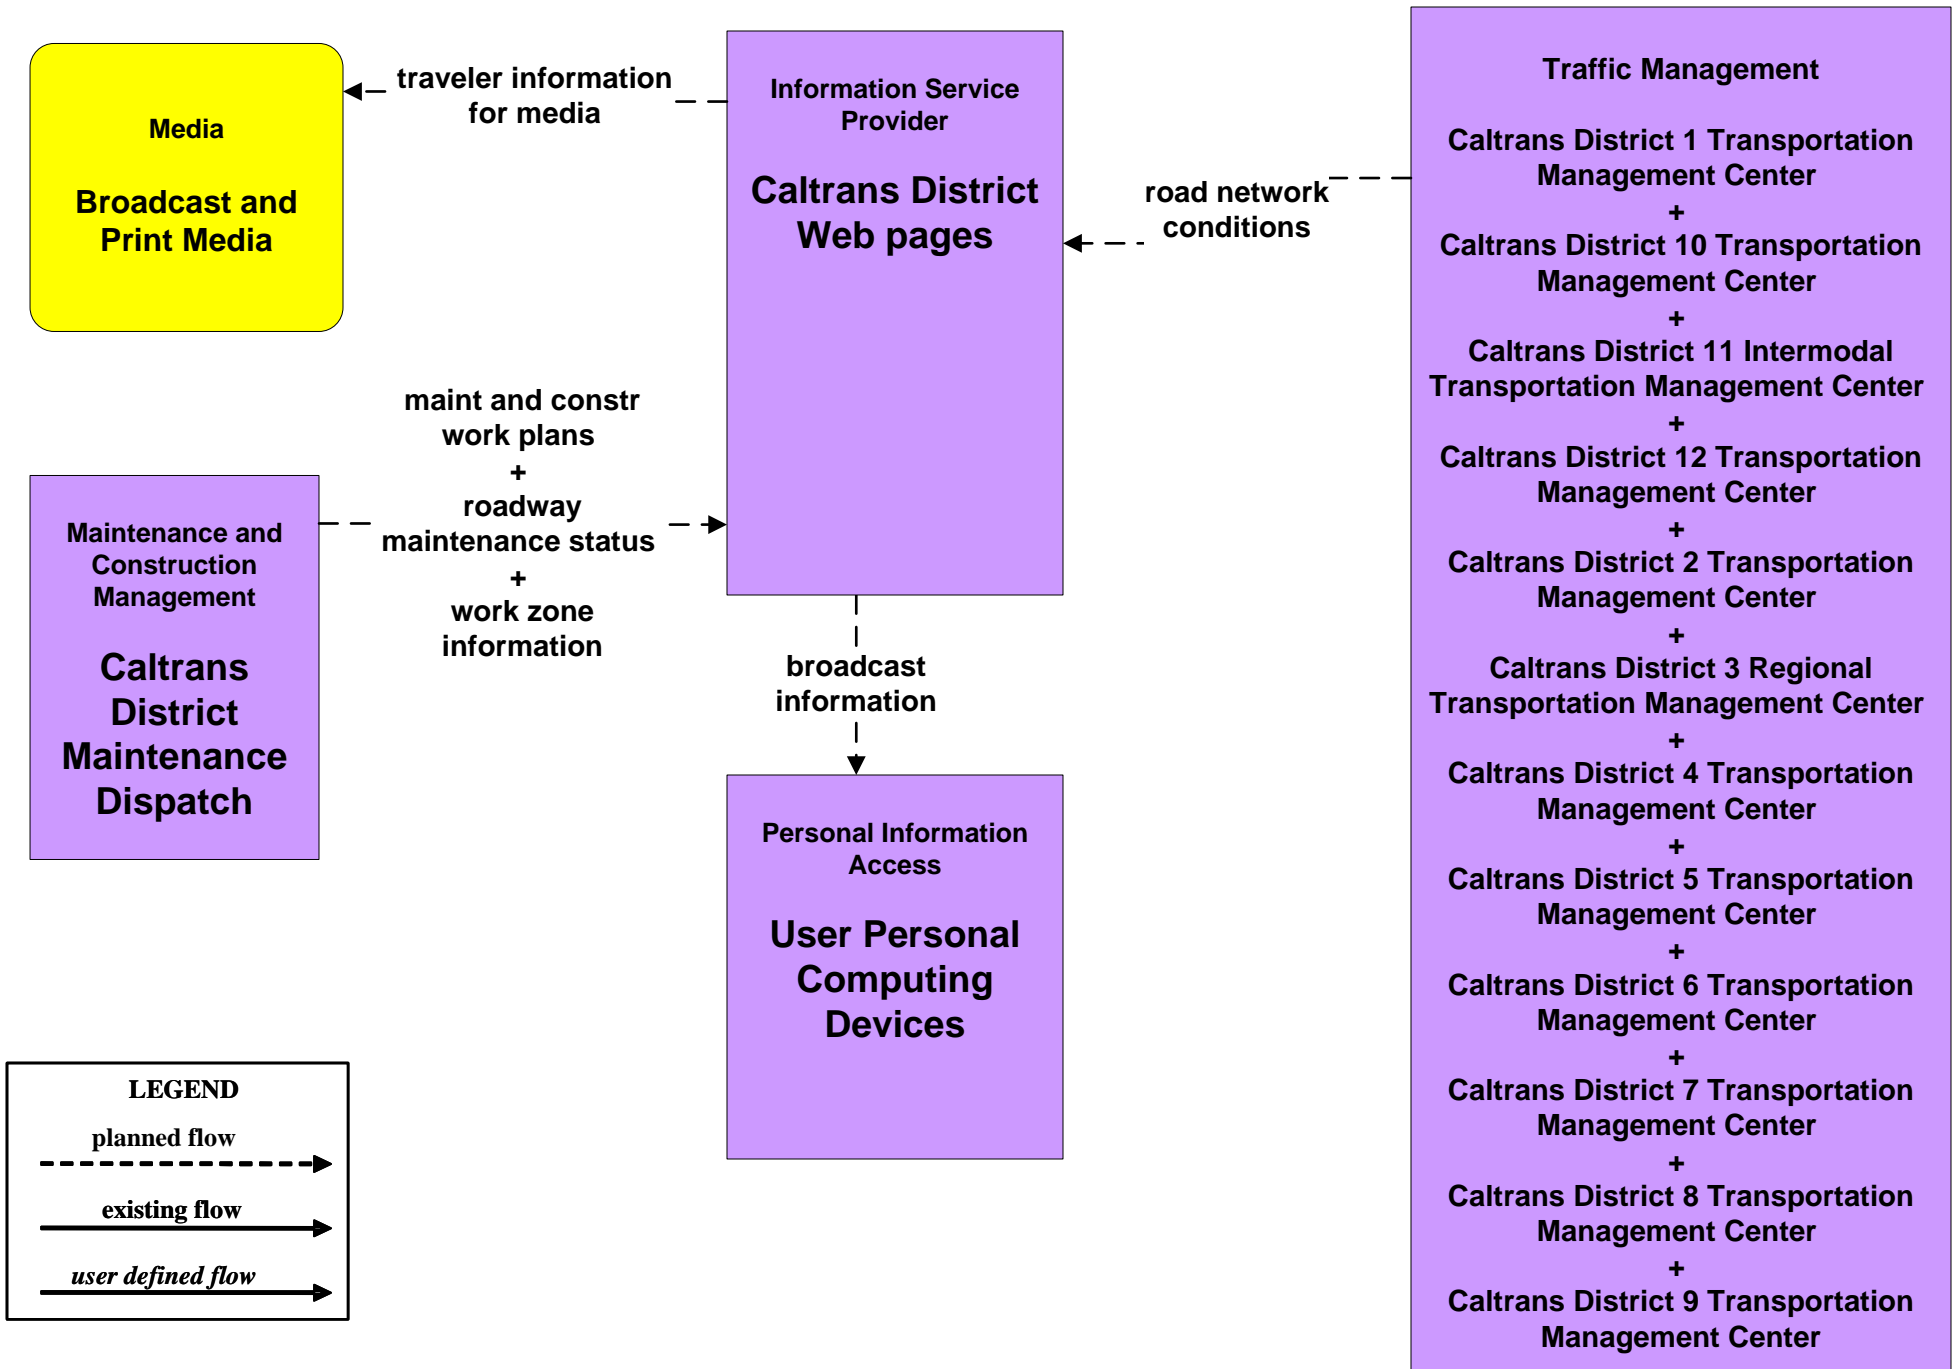 Media
Broadcast and
Print Media
traveler information
for media
Information Service
Provider
Caltrans District
Web pages
road network
conditions
maint and constr
work plans
+
roadway
maintenance status
+
work zone
information
Maintenance and
Construction
Management
Caltrans
District
Maintenance
Dispatch
broadcast
information
Personal Information
Access
User Personal
Computing
Devices
Traffic Management
Caltrans District 1 Transportation
Management Center
+
Caltrans District 10 Transportation
Management Center
+
Caltrans District 11 Intermodal
Transportation Management Center
+
Caltrans District 12 Transportation
Management Center
+
Caltrans District 2 Transportation
Management Center
+
Caltrans District 3 Regional
Transportation Management Center
+
Caltrans District 4 Transportation
Management Center
+
Caltrans District 5 Transportation
Management Center
+
Caltrans District 6 Transportation
Management Center
+
Caltrans District 7 Transportation
Management Center
+
Caltrans District 8 Transportation
Management Center
+
Caltrans District 9 Transportation
Management Center
LEGEND
planned flow
existing flow
user defined flow